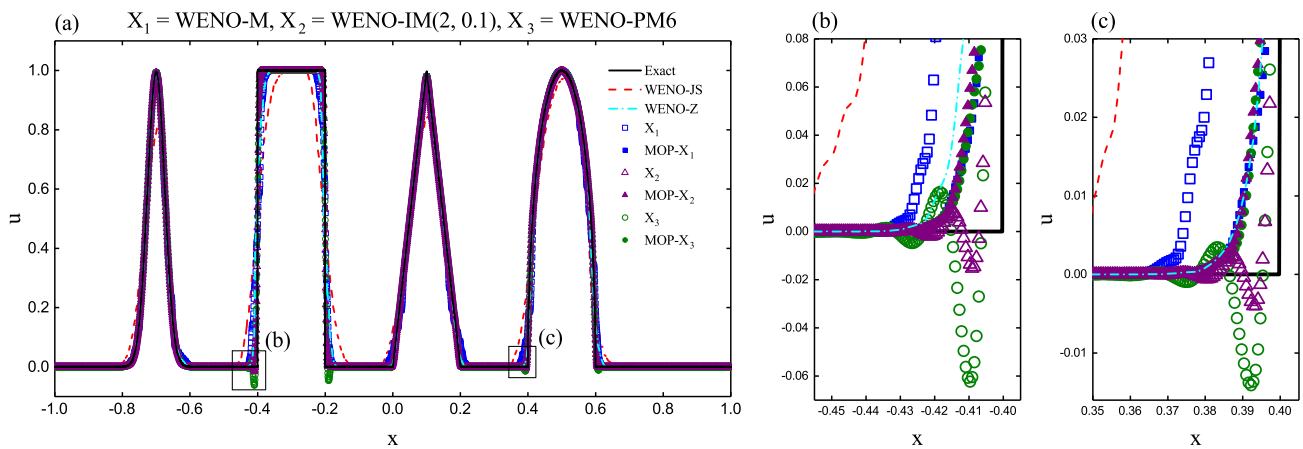 (a) X1 = WENO-M, X2 = WENO-IM(2, 0.1), X3 = WENO-PM6
u
1.0
0.8
0.6
0.4
0.2
0.0
-1.0 -0.8 -0.6 -0.4 -0.2 0.0 0.2 0.4 0.6 0.8 1.0
x
Exact
WENO-JS
WENO-Z
X1
MOP-X1
X2
MOP-X2
X3
MOP-X3
(b)
(c)
(b)
u
0.08
0.06
0.04
0.02
0.00
-0.02
-0.04
-0.06
-0.45 -0.44 -0.43 -0.42 -0.41 -0.40
x
(c)
u
0.03
0.02
0.01
0.00
-0.01
0.35 0.36 0.37 0.38 0.39 0.40
x